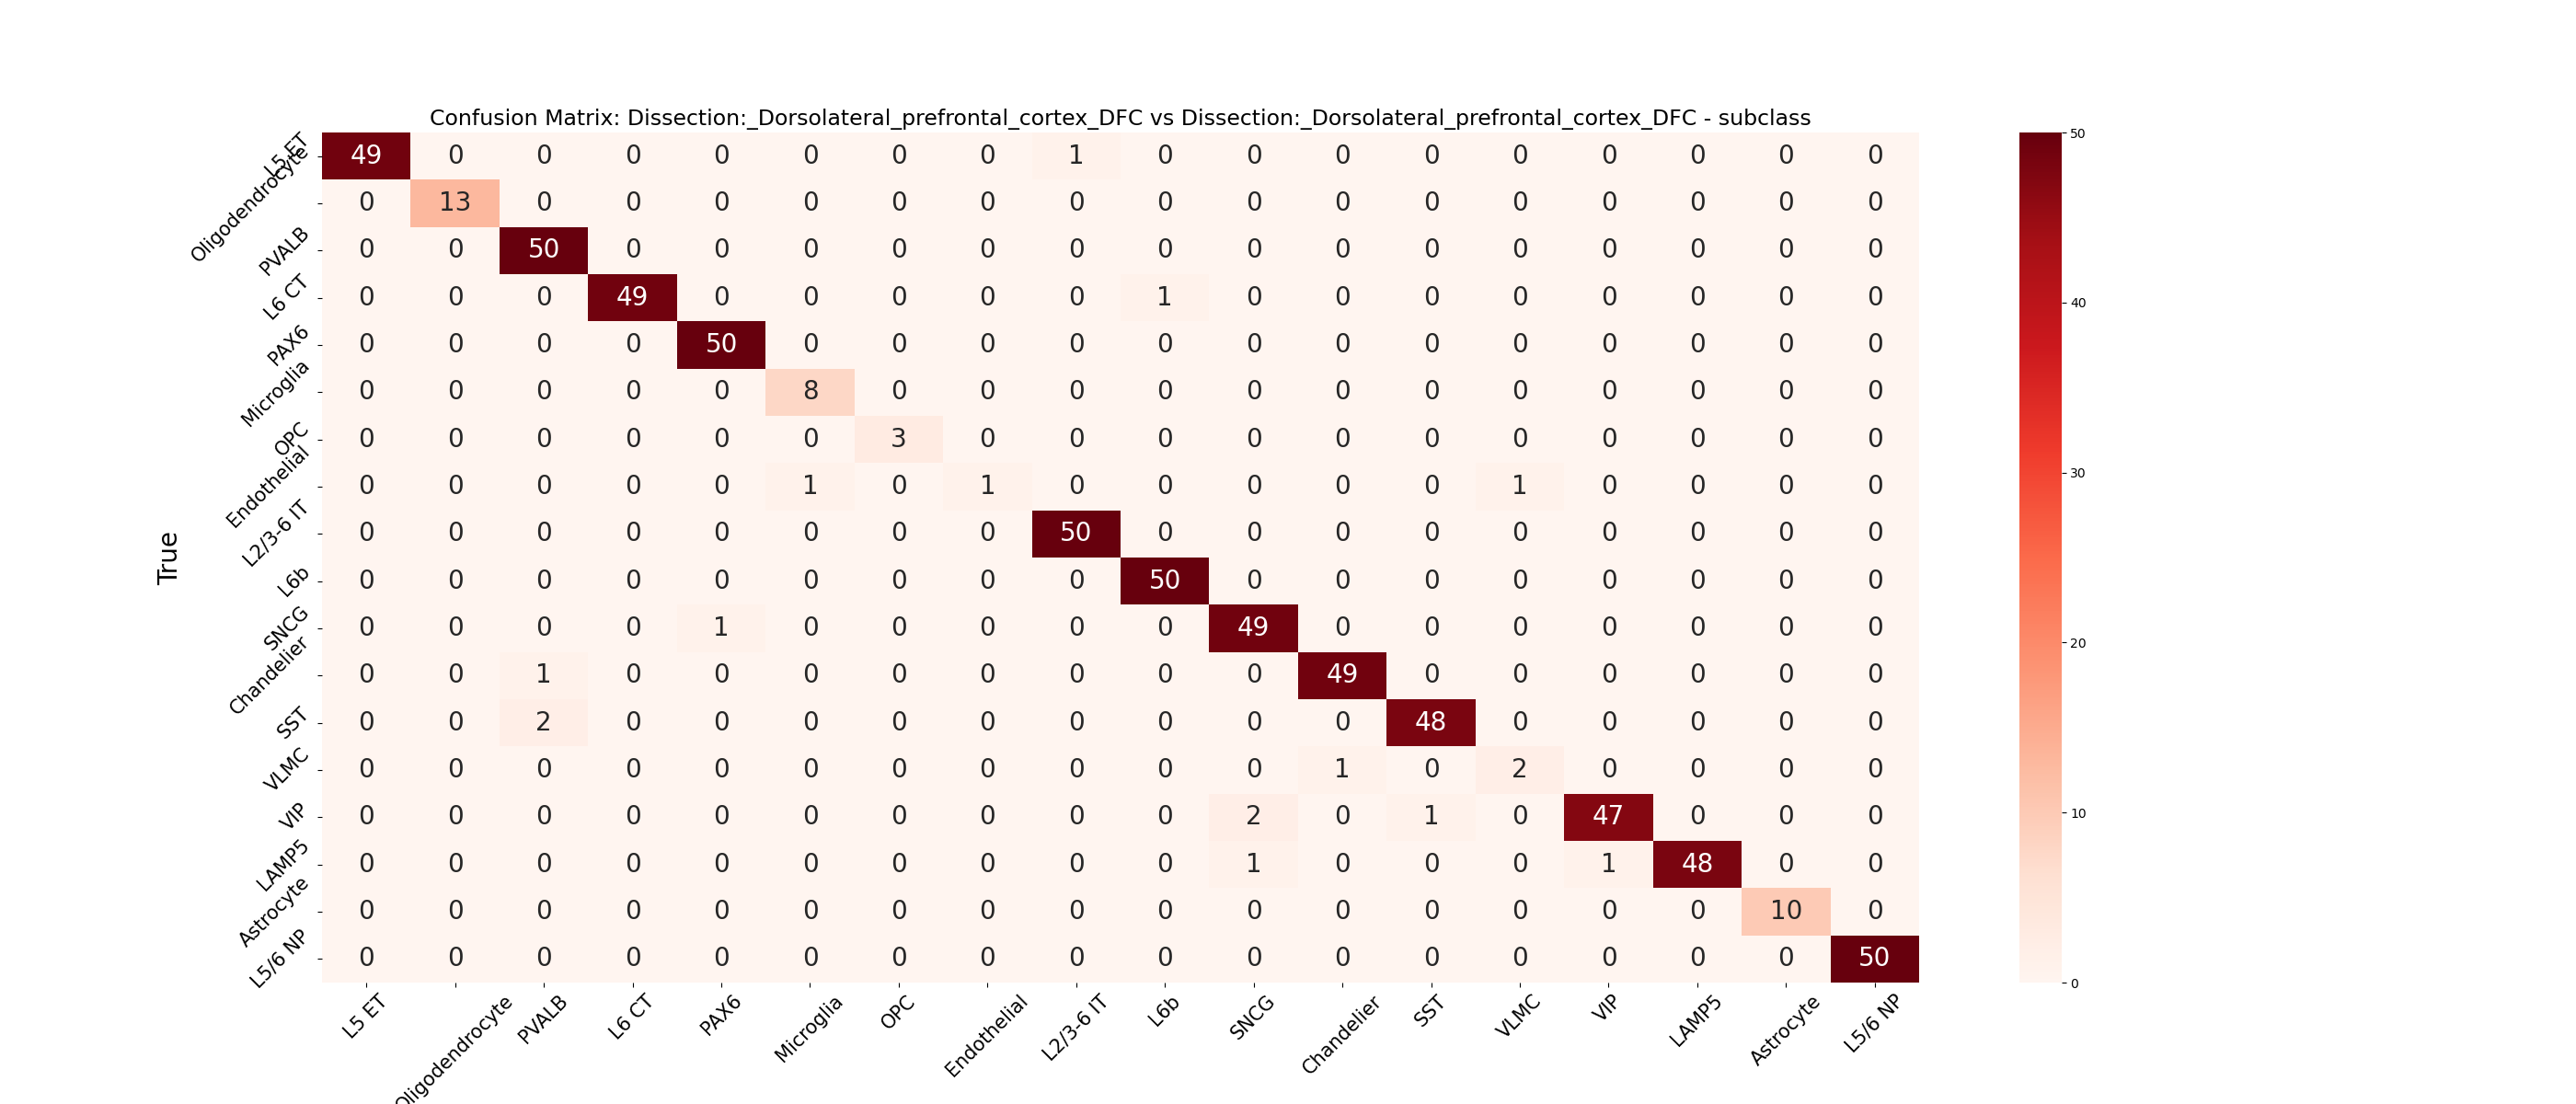 Confusion Matrix: Dissection:_Dorsolateral_prefrontal_cortex_DFC vs Dissection:_Dorsolateral_prefrontal_cortex_DFC - subclass
True
L5 ET 49 0 0 0 0 0 0 0 1 0 0 0 0 0 0 0 0 0
Oligodendrocyte 0 13 0 0 0 0 0 0 0 0 0 0 0 0 0 0 0 0
PVALB 0 0 50 0 0 0 0 0 0 0 0 0 0 0 0 0 0 0
L6 CT 0 0 0 49 0 0 0 0 0 1 0 0 0 0 0 0 0 0
PAX6 0 0 0 0 50 0 0 0 0 0 0 0 0 0 0 0 0 0
Microglia 0 0 0 0 0 8 0 0 0 0 0 0 0 0 0 0 0 0
OPC 0 0 0 0 0 0 3 0 0 0 0 0 0 0 0 0 0 0
Endothelial 0 0 0 0 0 1 0 1 0 0 0 0 0 1 0 0 0 0
L2/3-6 IT 0 0 0 0 0 0 0 0 50 0 0 0 0 0 0 0 0 0
L6b 0 0 0 0 0 0 0 0 0 50 0 0 0 0 0 0 0 0
SNCG 0 0 0 0 1 0 0 0 0 0 49 0 0 0 0 0 0 0
Chandelier 0 0 1 0 0 0 0 0 0 0 0 49 0 0 0 0 0 0
SST 0 0 2 0 0 0 0 0 0 0 0 0 48 0 0 0 0 0
VLMC 0 0 0 0 0 0 0 0 0 0 0 1 0 2 0 0 0 0
VIP 0 0 0 0 0 0 0 0 0 0 2 0 1 0 47 0 0 0
LAMP5 0 0 0 0 0 0 0 0 0 0 1 0 0 0 1 48 0 0
Astrocyte 0 0 0 0 0 0 0 0 0 0 0 0 0 0 0 0 10 0
L5/6 NP 0 0 0 0 0 0 0 0 0 0 0 0 0 0 0 0 0 50
L5 ET Oligodendrocyte PVALB L6 CT PAX6 Microglia OPC Endothelial L2/3-6 IT L6b SNCG Chandelier SST VLMC VIP LAMP5 Astrocyte L5/6 NP
50
40
30
20
10
0